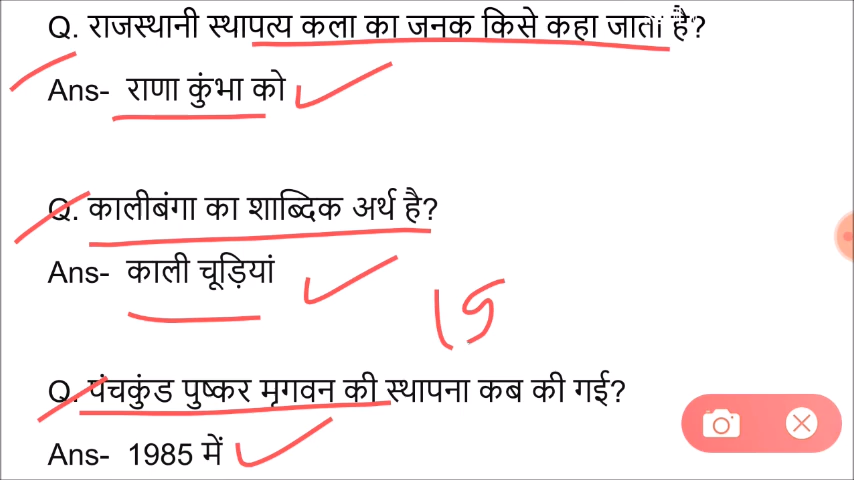 Q. राजस्थानी स्थापत्य कला का जनक किसे कहा जाता है?
Ans- राणा कुंभा को
Q. कालीबंगा का शाब्दिक अर्थ है?
Ans- काली चूड़ियां
15
Q. पंचकुंड पुष्कर मृगवन की स्थापना कब की गई?
Ans- 1985 में